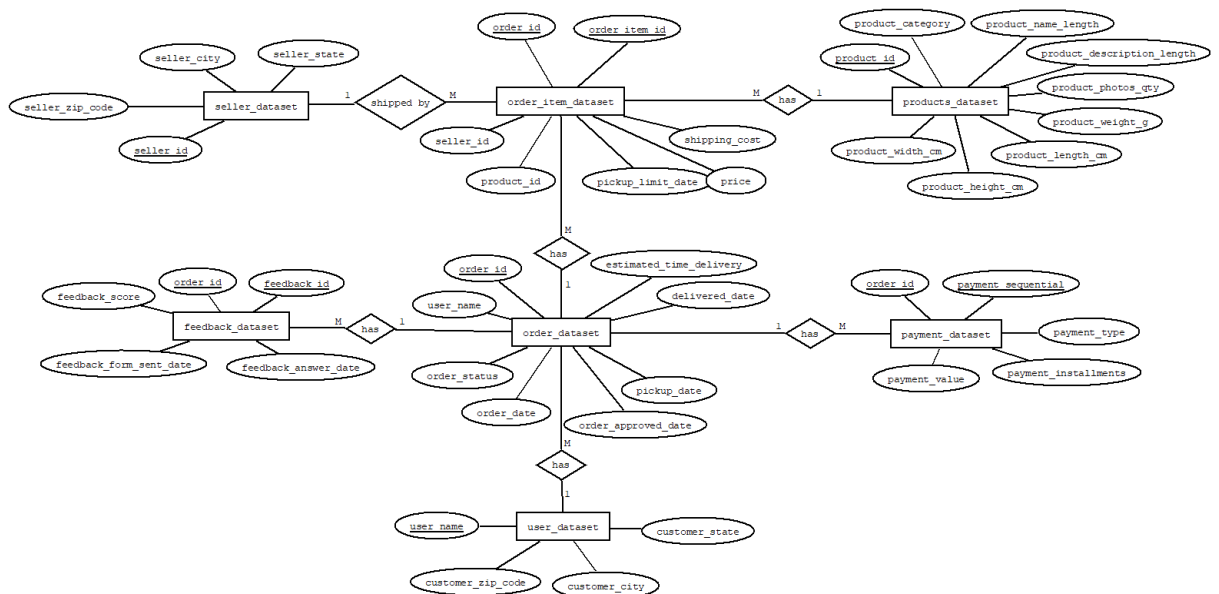 order_id
order_item_id
product_category
product_name_length
seller_city
seller_state
product_id
product_description_length
product_photos_qty
seller_zip_code
seller_dataset
1
shipped by
M
order_item_dataset
M
has
1
products_dataset
product_weight_g
seller_id
seller_id
shipping_cost
product_width_cm
product_length_cm
product_id
pickup_limit_date
price
product_height_cm
M
has
1
order_id
estimated_time_delivery
order_id
feedback_id
order_id
payment_sequential
feedback_score
user_name
delivered_date
feedback_dataset
M
has
1
order_dataset
1
has
M
payment_dataset
payment_type
feedback_form_sent_date
feedback_answer_date
order_status
pickup_date
payment_value
payment_installments
order_date
order_approved_date
M
has
1
user_name
user_dataset
customer_state
customer_zip_code
customer_city